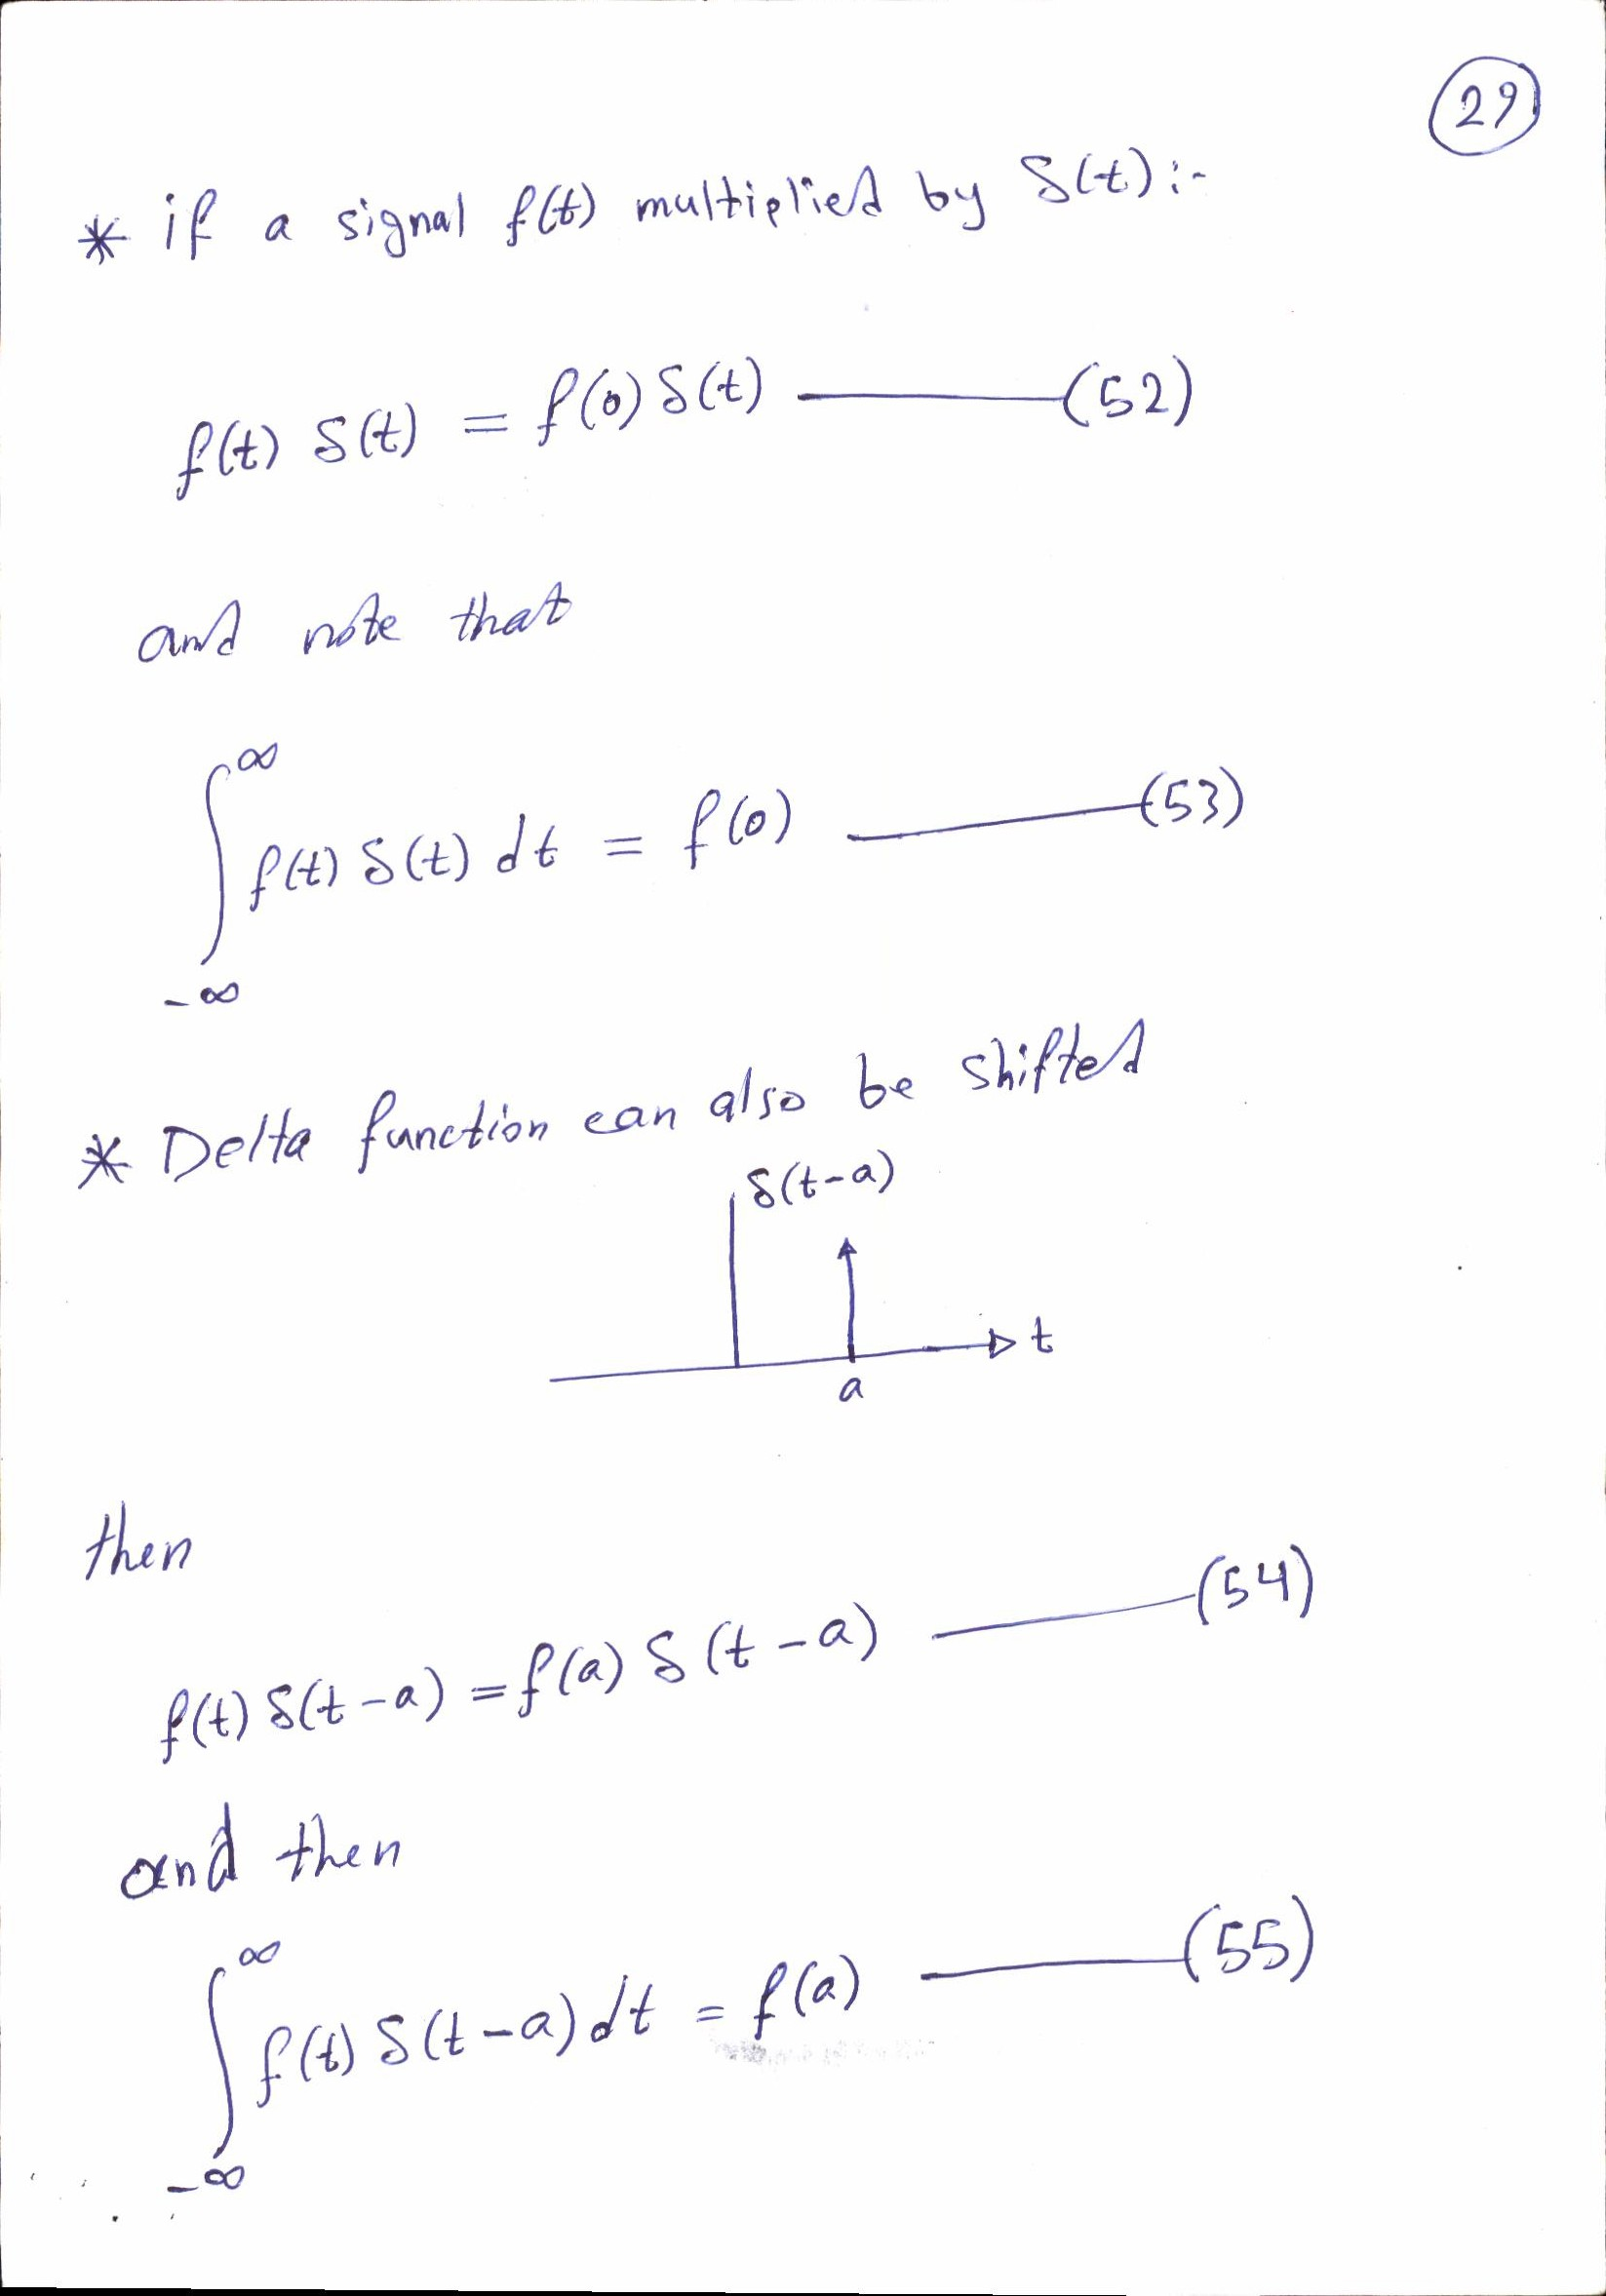 29
* if a signal f(t) multiplied by δ(t):-
f(t) δ(t) = f(0) δ(t) ——— (52)
and note that
∫_{-∞}^{∞} f(t) δ(t) dt = f(0) ——— (53)
* Delta function can also be shifted
δ(t-a)
t
a
then
f(t) δ(t-a) = f(a) δ(t-a) ——— (54)
and then
∫_{-∞}^{∞} f(t) δ(t-a) dt = f(a) ——— (55)